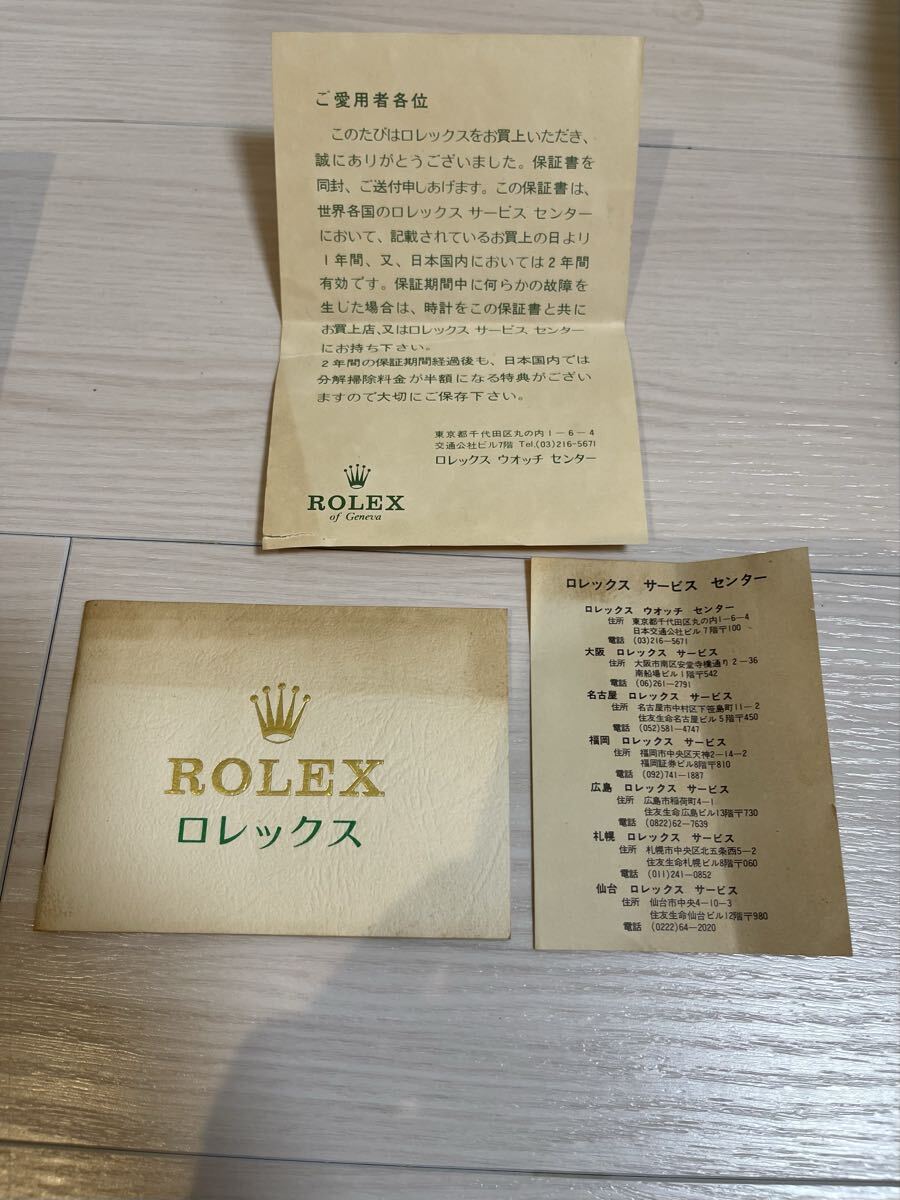 ご愛用者各位
このたびはロレックスをお買上いただき、
誠にありがとうございました。保証書を
同封、ご送付申しあげます。この保証書は、
世界各国のロレックス サービス センター
において、記載されているお買上の日より
1年間、又、日本国内においては2年間
有効です。保証期間中に何らかの故障を
生じた場合は、時計をこの保証書と共に
お買上店、又はロレックス サービス センター
にお持ち下さい。
2年間の保証期間経過後も、日本国内では
分解掃除料金が半額になる特典がござい
ますので大切にご保存下さい。
東京都千代田区丸の内1-6-4
交通公社ビル7階 Tel.(03)216-5671
ロレックス ウオッチ センター
ROLEX
of Geneva
ROLEX
ロレックス
ロレックス サービス センター
ロレックス ウオッチ センター
住所 東京都千代田区丸の内1-6-4
日本交通公社ビル7階〒100
電話 (03)216-5671
大阪 ロレックス サービス
住所 大阪市南区安堂寺橋通り2-36
南船場ビル1階〒542
電話 (06)261-2791
名古屋 ロレックス サービス
住所 名古屋市中村区下笹島町11-2
住友生命名古屋ビル5階〒450
電話 (052)581-4747
福岡 ロレックス サービス
住所 福岡市中央区天神2-14-2
福岡証券ビル8階〒810
電話 (092)741-1887
広島 ロレックス サービス
住所 広島市稲荷町4-1
住友生命広島ビル13階〒730
電話 (0822)62-7639
札幌 ロレックス サービス
住所 札幌市中央区北五条西5-2
住友生命札幌ビル8階〒060
電話 (011)241-0852
仙台 ロレックス サービス
住所 仙台市中央4-10-3
住友生命仙台ビル12階〒980
電話 (0222)64-2020